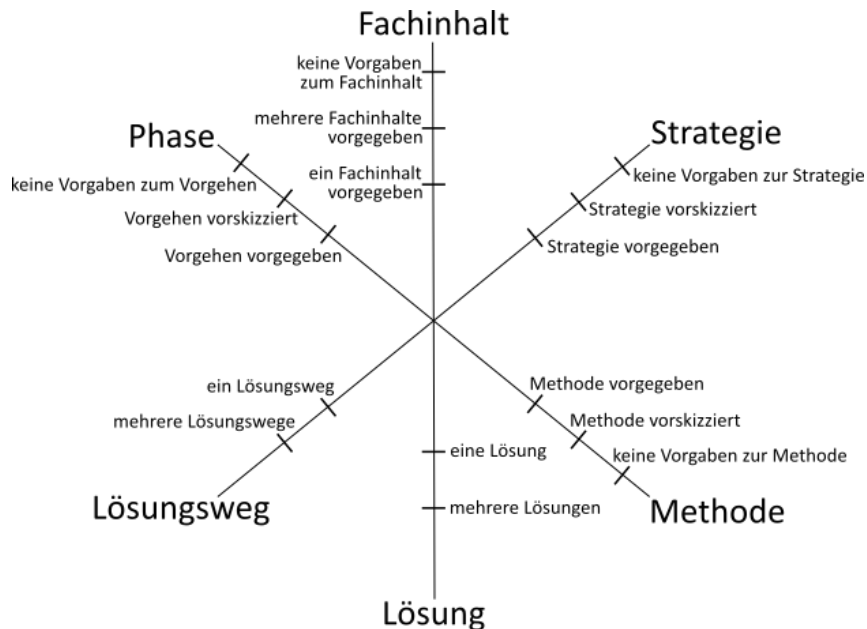 Fachinhalt
keine Vorgaben
zum Fachinhalt
mehrere Fachinhalte
vorgegeben
ein Fachinhalt
vorgegeben
Phase
keine Vorgaben zum Vorgehen
Vorgehen vorskizziert
Vorgehen vorgegeben
Strategie
keine Vorgaben zur Strategie
Strategie vorskizziert
Strategie vorgegeben
ein Lösungsweg
mehrere Lösungswege
Lösungsweg
Methode vorgegeben
Methode vorskizziert
keine Vorgaben zur Methode
Methode
eine Lösung
mehrere Lösungen
Lösung